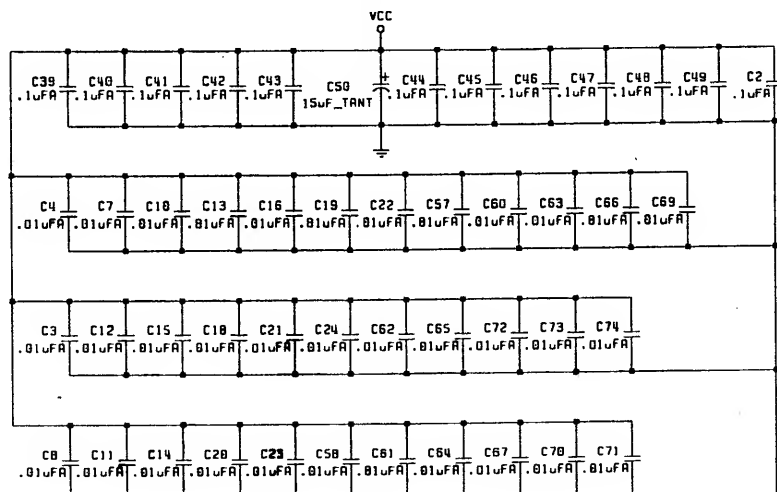 VCC
C39 C40 C41 C42 C43 C50 C44 C45 C46 C47 C48 C49 C2
.1uFA .1uFA .1uFA .1uFA .1uFA 15uF_TANT .1uFA .1uFA .1uFA .1uFA .1uFA .1uFA .1uFA
C4 C7 C10 C13 C16 C19 C22 C57 C60 C63 C66 C69
.01uFA .01uFA .01uFA .01uFA .01uFA .01uFA .01uFA .01uFA .01uFA .01uFA .01uFA .01uFA
C3 C12 C15 C18 C21 C24 C62 C65 C72 C73 C74
.01uFA .01uFA .01uFA .01uFA .01uFA .01uFA .01uFA .01uFA .01uFA .01uFA .01uFA
C8 C11 C14 C20 C23 C58 C61 C64 C67 C70 C71
.01uFA .01uFA .01uFA .01uFA .01uFA .01uFA .01uFA .01uFA .01uFA .01uFA .01uFA